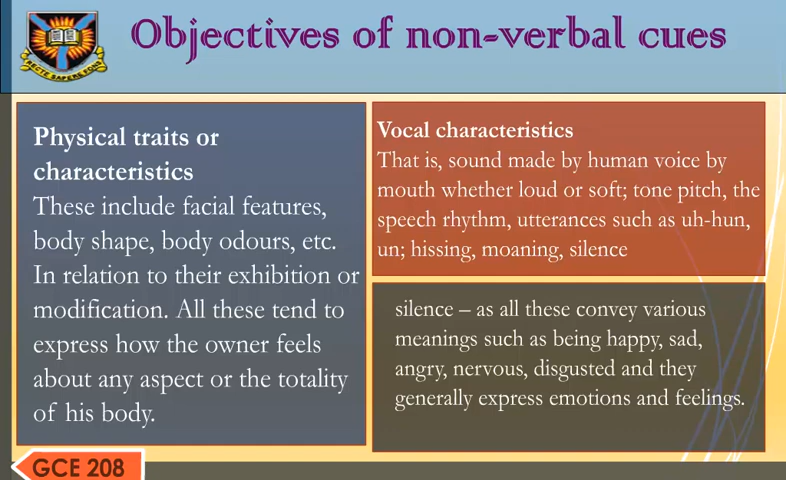 Objectives of non-verbal cues
RECTE SAPERE FONS
Physical traits or
characteristics
These include facial features,
body shape, body odours, etc.
In relation to their exhibition or
modification. All these tend to
express how the owner feels
about any aspect or the totality
of his body.
Vocal characteristics
That is, sound made by human voice by
mouth whether loud or soft; tone pitch, the
speech rhythm, utterances such as uh-hun,
un; hissing, moaning, silence
silence – as all these convey various
meanings such as being happy, sad,
angry, nervous, disgusted and they
generally express emotions and feelings.
GCE 208